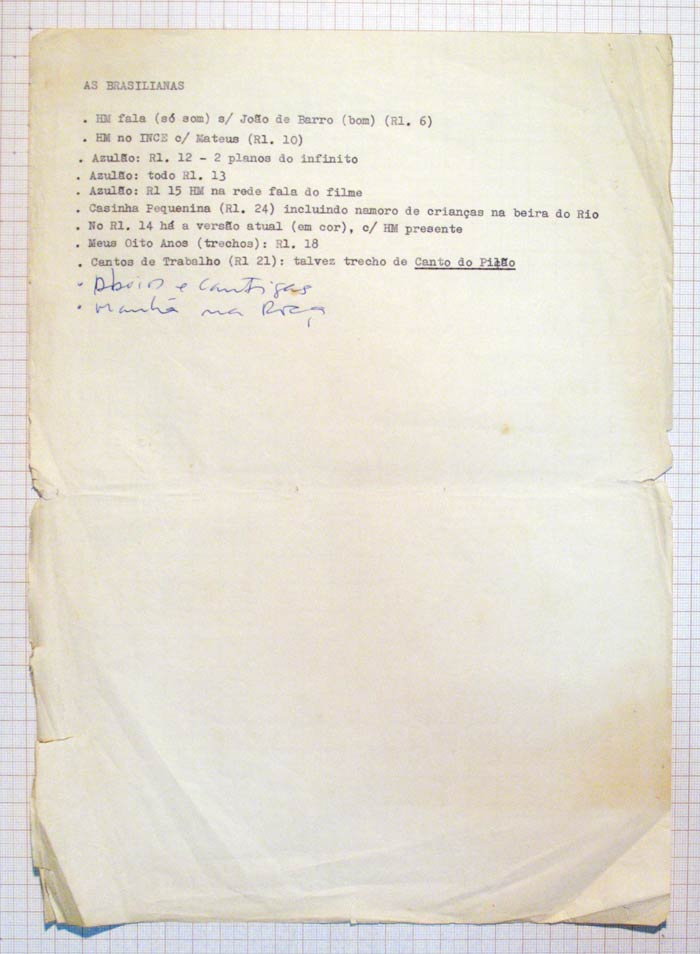 AS BRASILIANAS
. HM fala (só som) s/ João de Barro (bom) (Rl. 6)
. HM no INCE c/ Mateus (Rl. 10)
. Azulão: Rl. 12 - 2 planos do infinito
. Azulão: todo Rl. 13
. Azulão: Rl 15 HM na rede fala do filme
. Casinha Pequenina (Rl. 24) incluindo namoro de crianças na beira do Rio
. No Rl. 14 há a versão atual (em cor), c/ HM presente
. Meus Oito Anos (trechos): Rl. 18
. Cantos de Trabalho (Rl 21): talvez trecho de Canto do Pilão
. Aboios e Cantigas
. Manhã na Roça